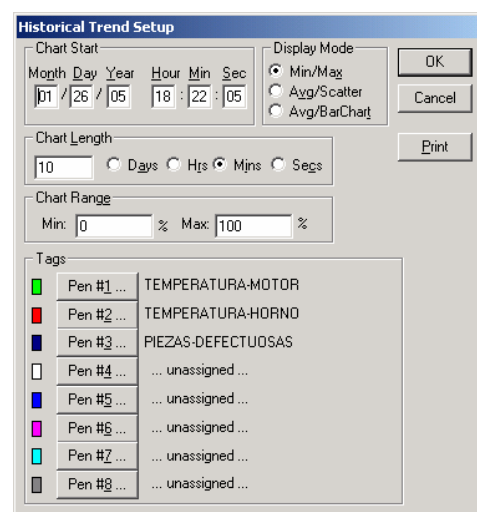 Historical Trend Setup
Chart Start
Month Day Year Hour Min Sec
01 / 26 / 05 18 : 22 : 05
Display Mode
Min/Max
Avg/Scatter
Avg/BarChart
OK
Cancel
Print
Chart Length
10 Days Hrs Mins Secs
Chart Range
Min: 0 % Max: 100 %
Tags
Pen #1 ... TEMPERATURA-MOTOR
Pen #2 ... TEMPERATURA-HORNO
Pen #3 ... PIEZAS-DEFECTUOSAS
Pen #4 ... ... unassigned ...
Pen #5 ... ... unassigned ...
Pen #6 ... ... unassigned ...
Pen #7 ... ... unassigned ...
Pen #8 ... ... unassigned ...